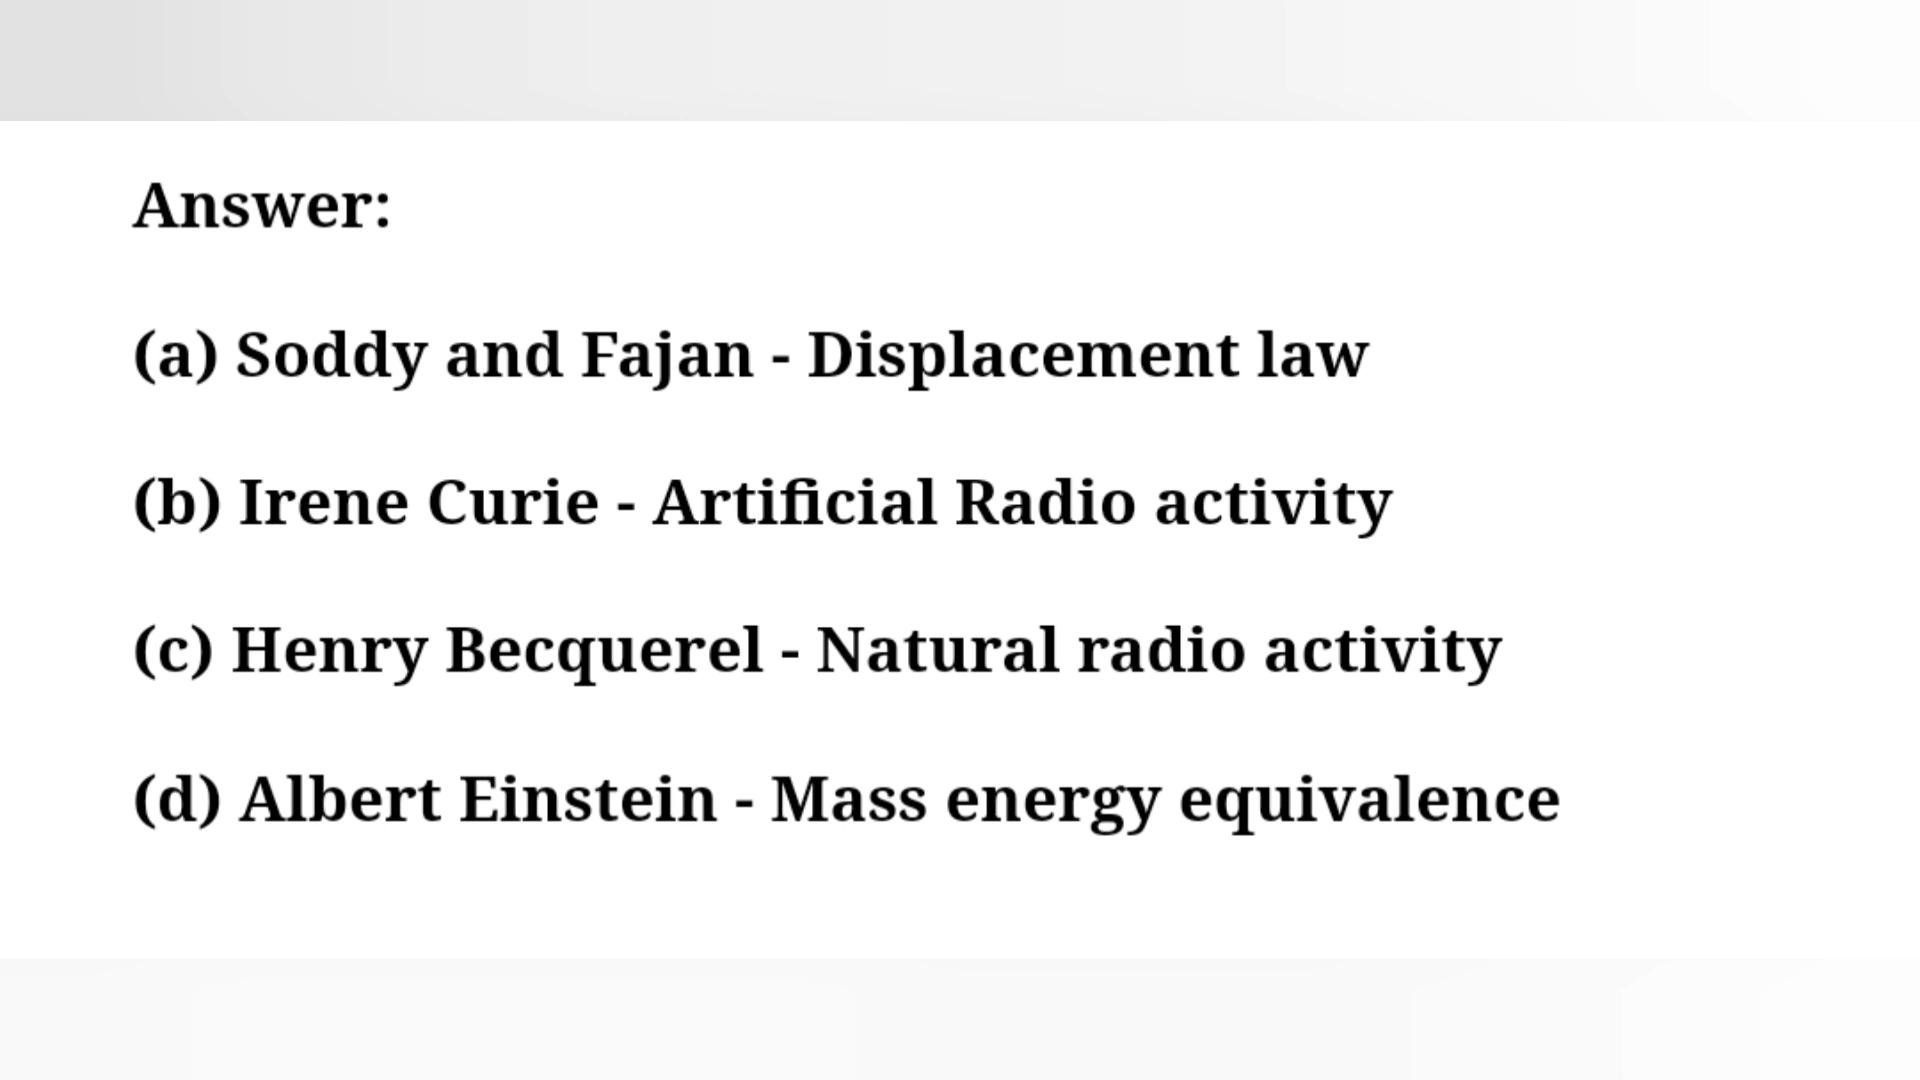 Answer:
(a) Soddy and Fajan - Displacement law
(b) Irene Curie - Artificial Radio activity
(c) Henry Becquerel - Natural radio activity
(d) Albert Einstein - Mass energy equivalence